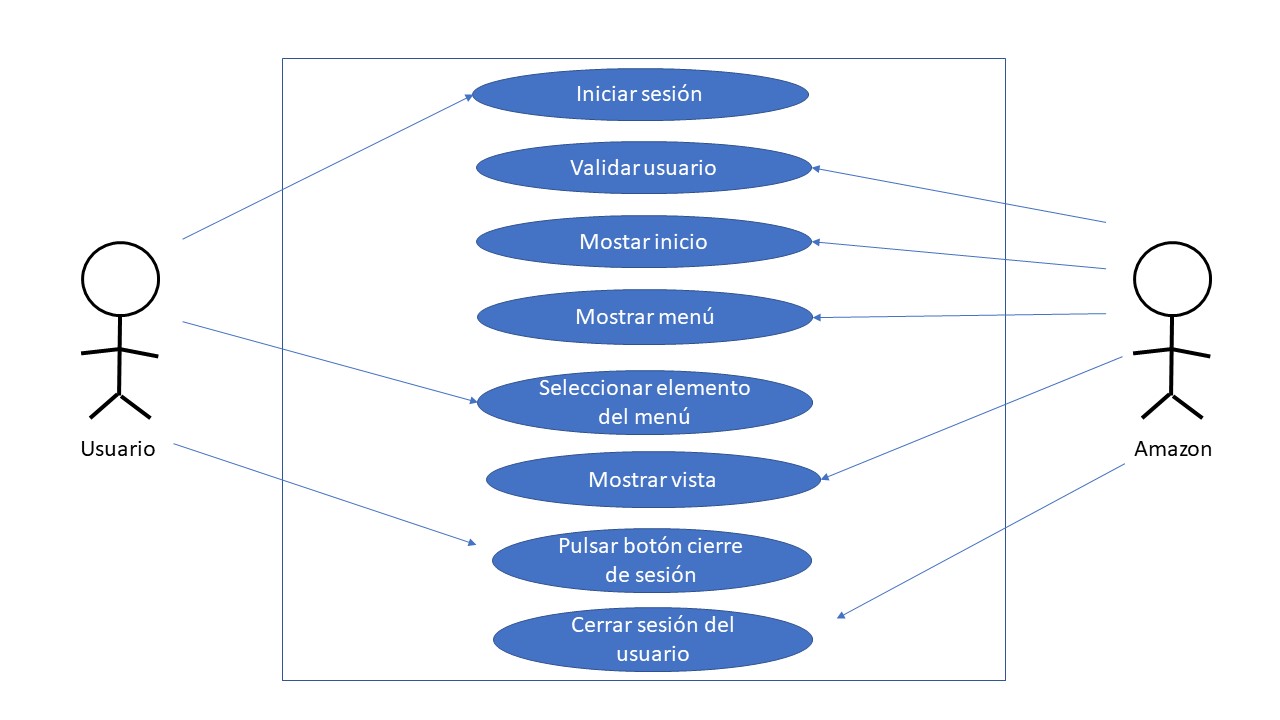 Iniciar sesión
Validar usuario
Mostar inicio
Mostrar menú
Seleccionar elemento
del menú
Usuario
Amazon
Mostrar vista
Pulsar botón cierre
de sesión
Cerrar sesión del
usuario